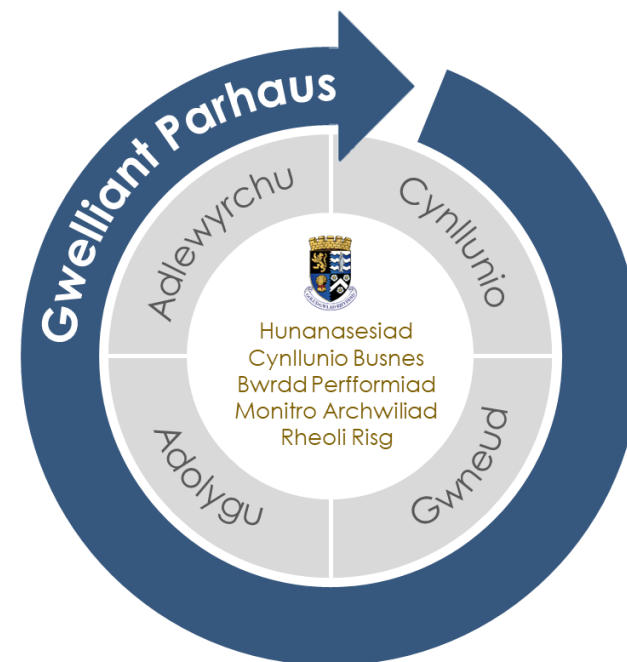 Gwelliant Parhaus
Adlewyrchu
Cynllunio
Hunanasesiad
Cynllunio Busnes
Bwrdd Perfformiad
Monitro Archwiliad
Rheoli Risg
Adolygu
Gwneud